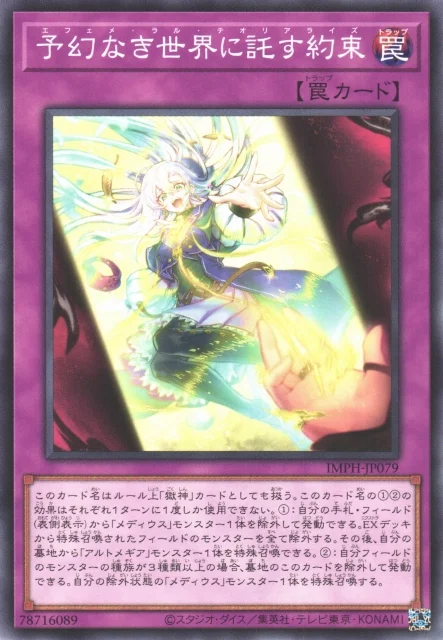 エフェメラル・テオリアライズ
予幻なき世界に託す約束
トラップ
罠
トラップ
【罠カード】
IMPH-JP079
このカード名はルール上「獄神」カードとしても扱う。このカード名の①②の
効果はそれぞれ1ターンに1度しか使用できない。①：自分の手札・フィールド
(表側表示)から「メディウス」モンスター1体を除外して発動できる。EXデッキ
から特殊召喚されたフィールドのモンスターを全て除外する。その後、自分の
墓地から「アルトメギア」モンスター1体を特殊召喚できる。②：自分フィールド
のモンスターの種族が3種類以上の場合、墓地のこのカードを除外して発動
できる。自分の除外状態の「メディウス」モンスター1体を特殊召喚する。
78716089
©スタジオ・ダイス／集英社・テレビ東京・KONAMI